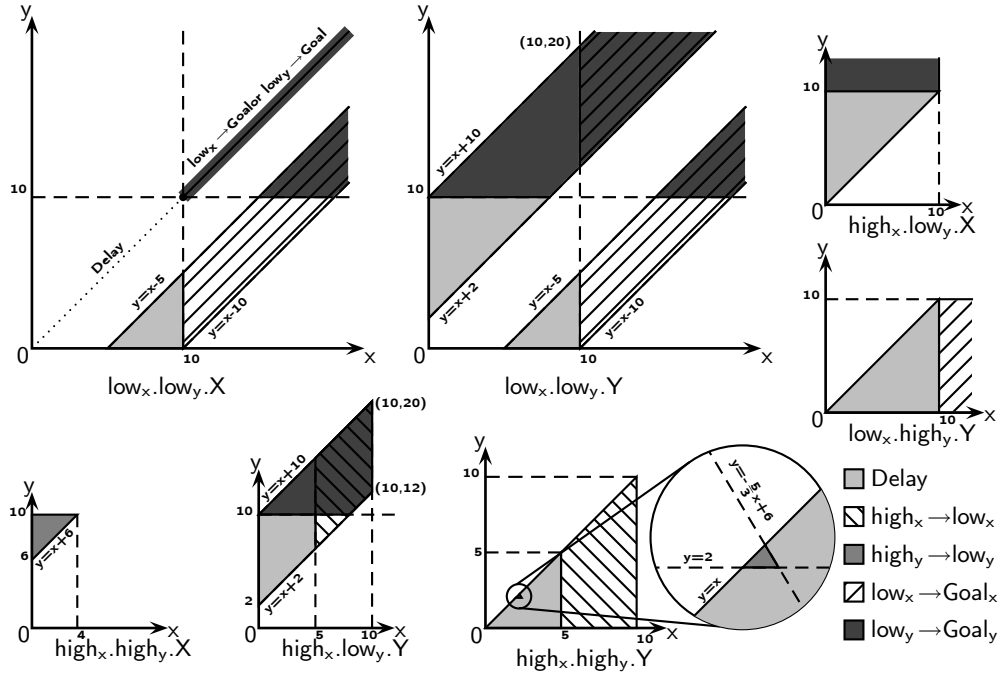 y
low_x→Goalor low_y→Goal
10
Delay
y=x-5
y=x-10
0
10
x
low_x.low_y.X
y
(10,20)
y=x+10
10
y=x+2
y=x-5
y=x-10
0
10
x
low_x.low_y.Y
y
10
0
10
x
high_x.low_y.X
y
10
0
10
x
low_x.high_y.Y
y
10
6
y=x+6
0
4
x
high_x.high_y.X
y
(10,20)
y=x+10
(10,12)
10
y=x+2
2
0
5
10
x
high_x.low_y.Y
y
10
5
0
5
10
x
high_x.high_y.Y
y=-5/3x+6
y=2
y=x
Delay
high_x→low_x
high_y→low_y
low_x→Goal_x
low_y→Goal_y